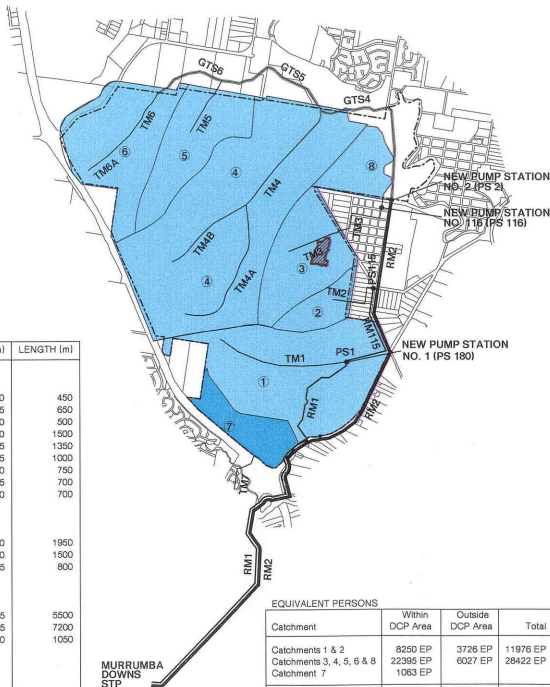 GTS6
GTS5
GTS4
TM6
TM5
TM6A
⑥
⑤
④
⑧
TM4
NEW PUMP STATION
NO. 2 (PS 2)
NEW PUMP STATION
NO 116 (PS 116)
TM3
RM2
TM4B
TM3
③
PS115
TM4A
④
TM2
②
RM115
NEW PUMP STATION
NO. 1 (PS 180)
TM1
PS1
①
RM1
RM2
⑦
TM7
RM1
RM2
MURRUMBA
DOWNS
STP
LENGTH (m)
450
650
500
1500
1350
1000
750
700
700
1950
1500
800
5500
7200
1050
EQUIVALENT PERSONS
Catchment Within DCP Area Outside DCP Area Total
Catchments 1 & 2 8250 EP 3726 EP 11976 EP
Catchments 3, 4, 5, 6 & 8 22395 EP 6027 EP 28422 EP
Catchment 7 1063 EP